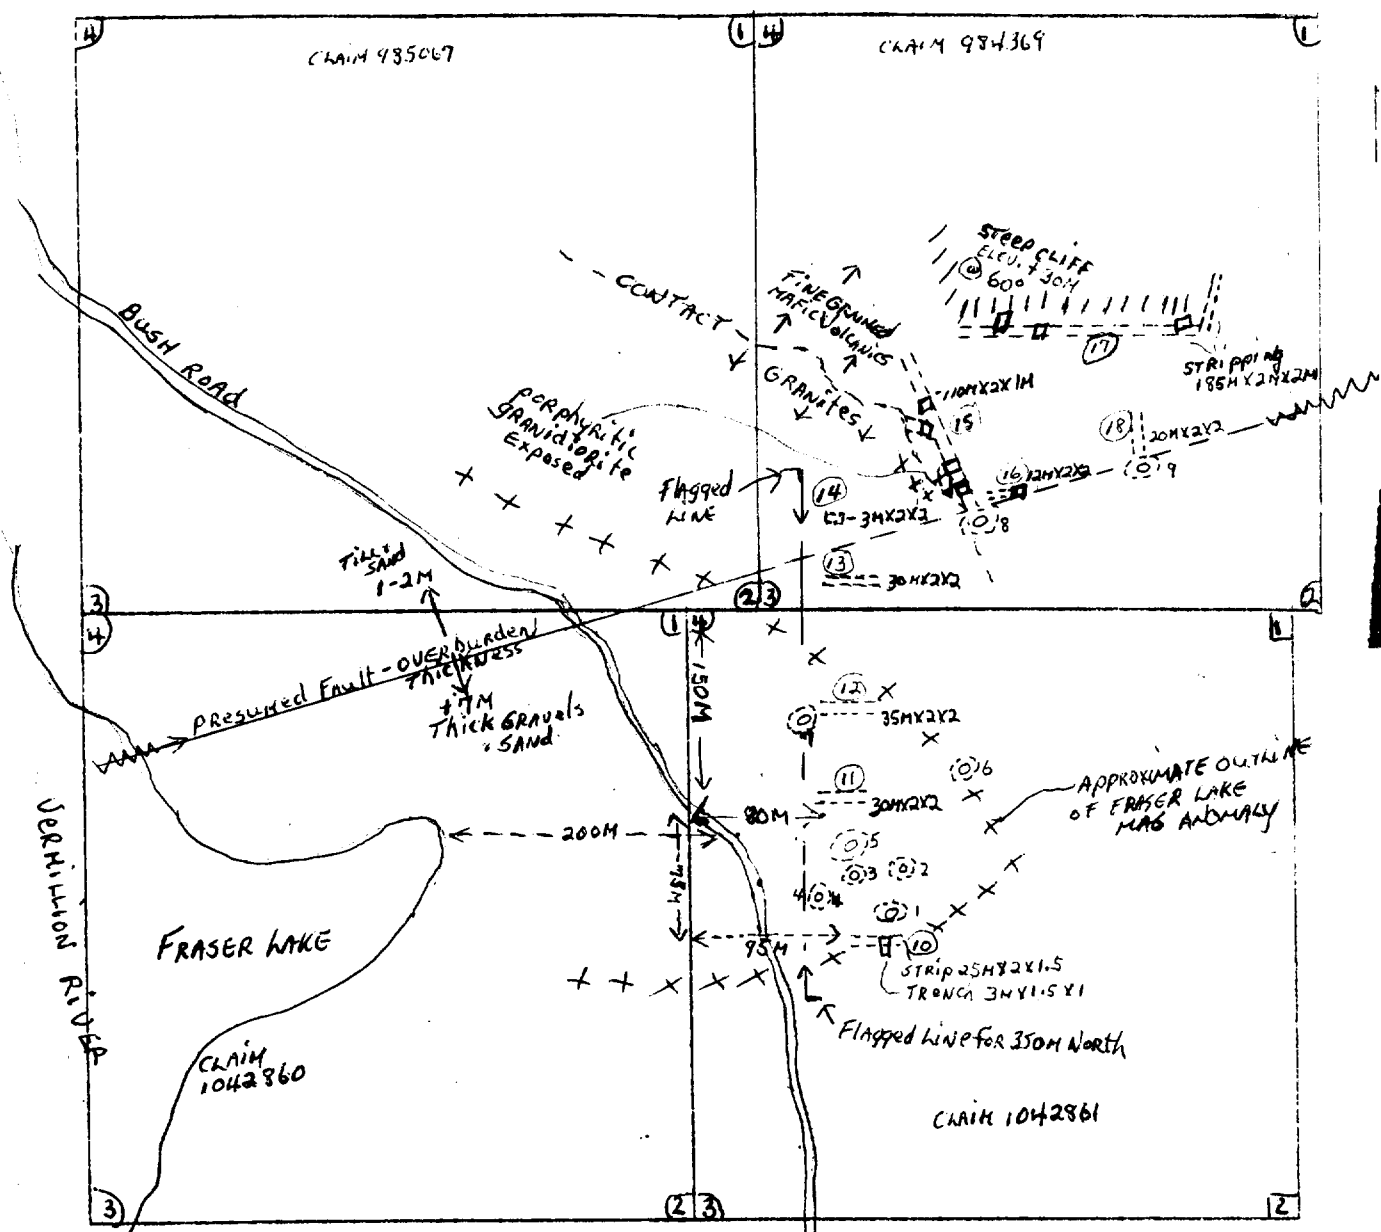 4
CLAIM 985067
1
4
CLAIM 984369
1
STEEP CLIFF
ELEV. +30M
@ 60°
CONTACT
FINE GRAINED
MAFIC VOLCANICS
17
STRIPPING
185M X 2M X 2M
BUSH ROAD
GRANITES
110M X 2 X 1M
15
PORPHYRITIC
GRANIDIORITE
EXPOSED
18
20M X 2 X 2
9
Flagged
LINE
14
3M X 2 X 2
16
12M X 2 X 2
8
13
30M X 2 X 2
TILL &
SAND
1-2M
3
2
3
2
4
1
4
1
PRESUMED FAULT - OVERBURDEN
THICKNESS
+7M
THICK GRAVELS
& SAND
150M
12
35M X 2 X 2
11
30M X 2 X 2
6
APPROXIMATE OUTLINE
OF FRASER LAKE
MAG ANOMALY
80M
200M
78M
5
3
2
4
1
10
95M
STRIP 25M X 2 X 1.5
TRENCH 3M X 1.5 X 1
VERMILLION RIVER
FRASER LAKE
Flagged LINE FOR 350M NORTH
CLAIM
1042860
CLAIM 1042861
3
2
3
2